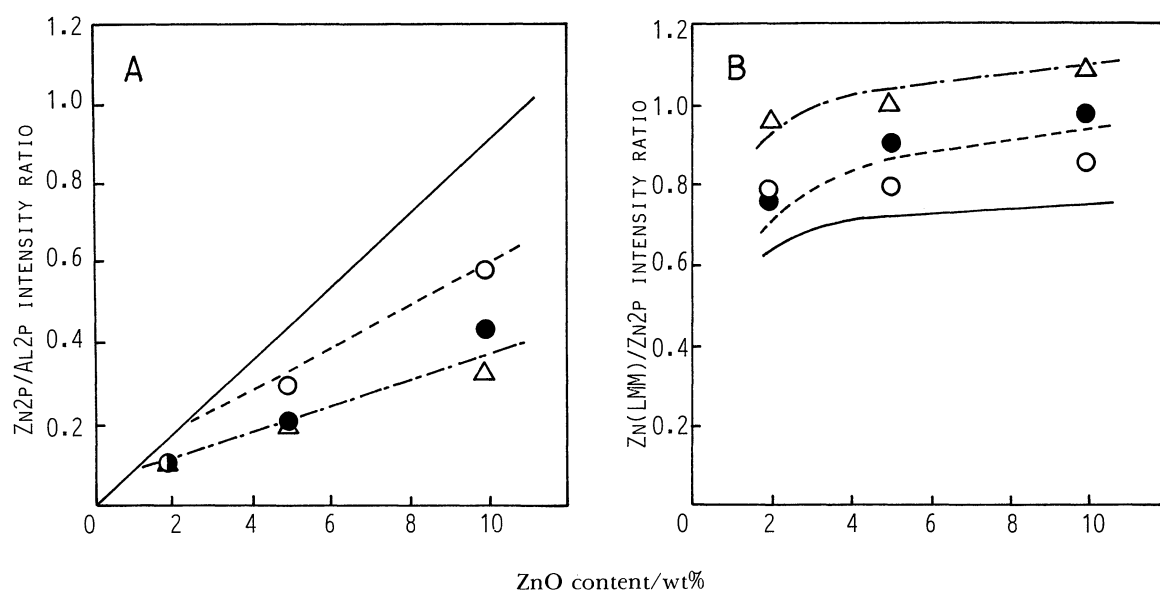 A
Zn2p/Al2p INTENSITY RATIO
1.2
1.0
0.8
0.6
0.4
0.2
0 2 4 6 8 10
B
Zn(LMM)/Zn2p INTENSITY RATIO
1.2
1.0
0.8
0.6
0.4
0.2
0 2 4 6 8 10
ZnO content/wt%